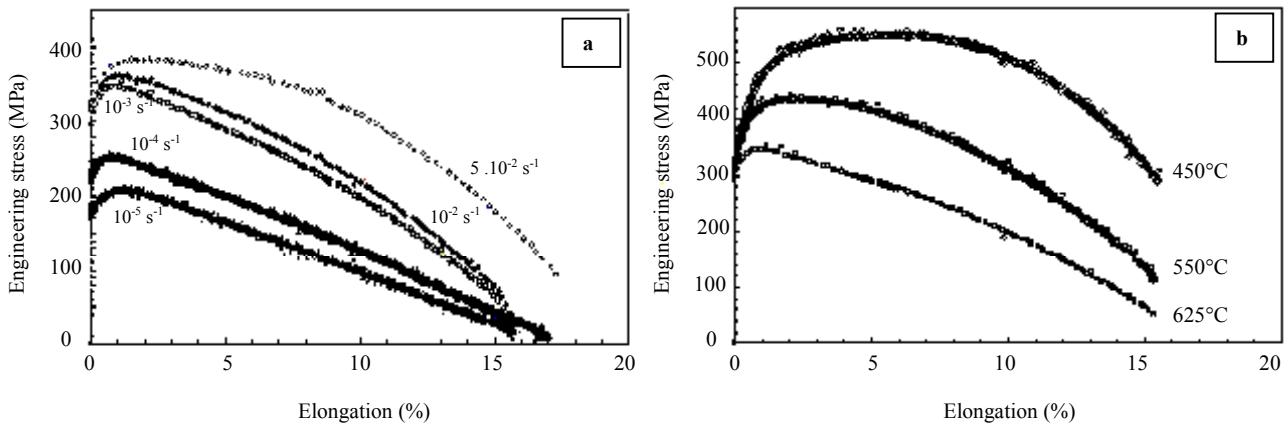 a
400
300
200
100
0
Engineering stress (MPa)
10⁻³ s⁻¹
10⁻⁴ s⁻¹
10⁻⁵ s⁻¹
5 .10⁻² s⁻¹
10⁻² s⁻¹
0 5 10 15 20
Elongation (%)
b
500
400
300
200
100
0
Engineering stress (MPa)
450°C
550°C
625°C
0 5 10 15 20
Elongation (%)